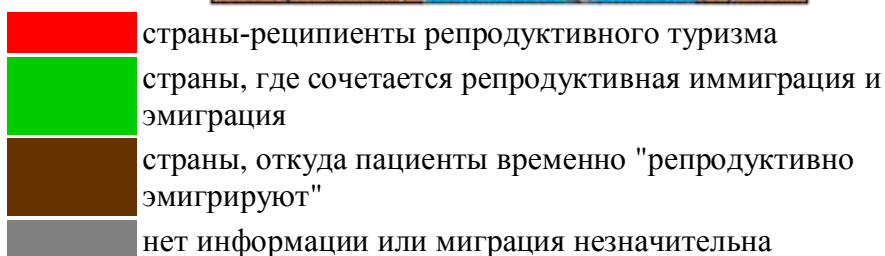 страны-реципиенты репродуктивного туризма
страны, где сочетается репродуктивная иммиграция и
эмиграция
страны, откуда пациенты временно "репродуктивно
эмигрируют"
нет информации или миграция незначительна